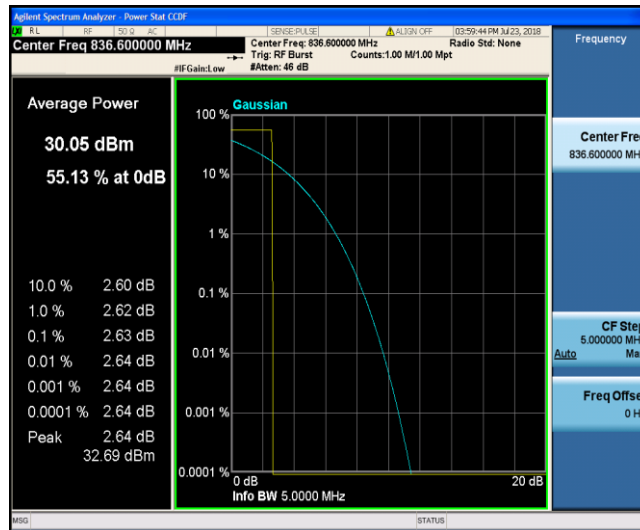 Agilent Spectrum Analyzer - Power Stat CCDF
RL RF 50 Ω AC SENSE:PULSE ALIGN OFF 03:59:44 PM Jul 23, 2018
Center Freq 836.600000 MHz
Center Freq: 836.600000 MHz Radio Std: None
Trig: RF Burst Counts:1.00 M/1.00 Mpt
#IFGain:Low #Atten: 46 dB
Frequency
Average Power
30.05 dBm
55.13 % at 0dB
10.0 % 2.60 dB
1.0 % 2.62 dB
0.1 % 2.63 dB
0.01 % 2.64 dB
0.001 % 2.64 dB
0.0001 % 2.64 dB
Peak 2.64 dB
32.69 dBm
Gaussian
100 %
10 %
1 %
0.1 %
0.01 %
0.001 %
0.0001 %
0 dB 20 dB
Info BW 5.0000 MHz
Center Fre
836.600000 MH
CF Step
5.000000 MH
Auto Ma
Freq Offse
0 H
MSG STATUS